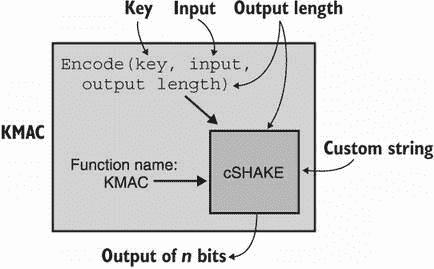 Key Input Output length
Encode(key, input,
output length)
KMAC
Function name:
KMAC
cSHAKE
Custom string
Output of n bits